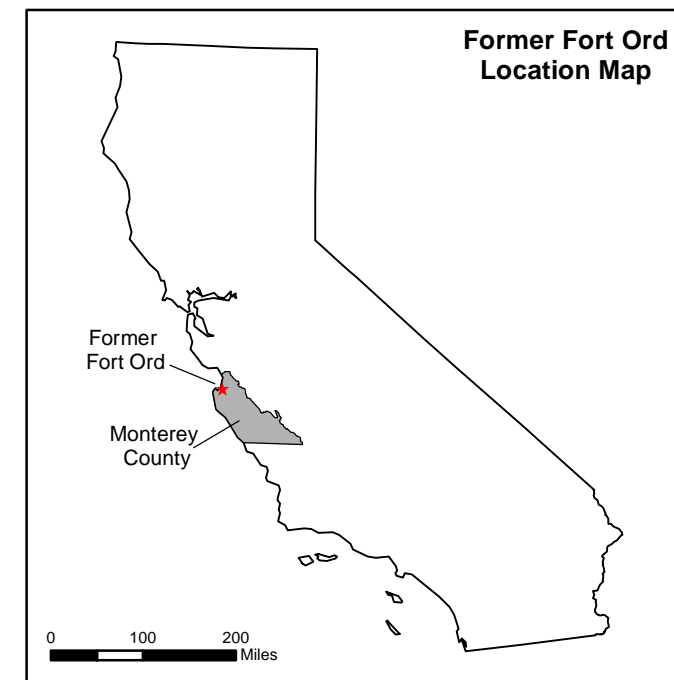 Former Fort Ord
Location Map
Former
Fort Ord
Monterey
County
0 100 200
Miles